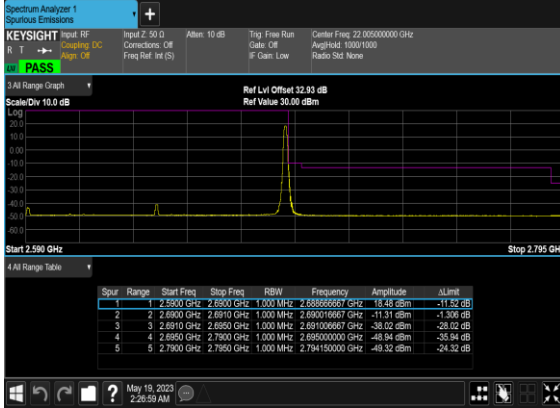 Spectrum Analyzer 1
Spurious Emissions
+
KEYSIGHT Input: RF Input Z: 50 Ω Atten: 10 dB Trig: Free Run Center Freq: 22.005000000 GHz
R T Coupling: DC Corrections: Off Gate: Off Avg|Hold: 1000/1000
Align: Off Freq Ref: Int (S) IF Gain: Low Radio Std: None
PASS
3 All Range Graph Ref Lvl Offset 32.93 dB
Scale/Div 10.0 dB Ref Value 30.00 dBm
Log
20.0
10.0
0.00
-10.0
-20.0
-30.0
-40.0
-50.0
-60.0
Start 2.590 GHz Stop 2.795 GH
4 All Range Table
Spur Range Start Freq Stop Freq RBW Frequency Amplitude ΔLimit
1 1 2.5900 GHz 2.6900 GHz 1.000 MHz 2.688666667 GHz 18.48 dBm -11.52 dB
2 2 2.6900 GHz 2.6910 GHz 1.000 MHz 2.690016667 GHz -11.31 dBm -1.306 dB
3 3 2.6910 GHz 2.6950 GHz 1.000 MHz 2.691006667 GHz -38.02 dBm -28.02 dB
4 4 2.6950 GHz 2.7900 GHz 1.000 MHz 2.695000000 GHz -48.94 dBm -35.94 dB
5 5 2.7900 GHz 2.7950 GHz 1.000 MHz 2.794150000 GHz -49.32 dBm -24.32 dB
? May 19, 2023
2:26:59 AM